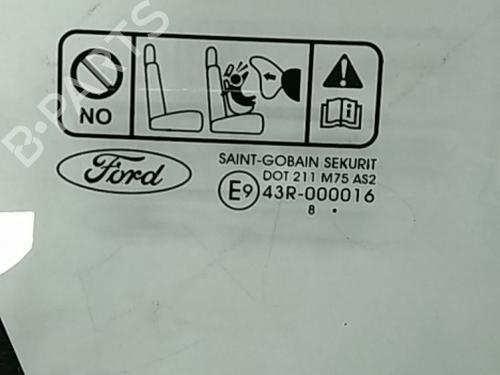 B-PARTS
NO
Ford
SAINT-GOBAIN SEKURIT
DOT 211 M75 AS2
E9 43R-000016
8 •